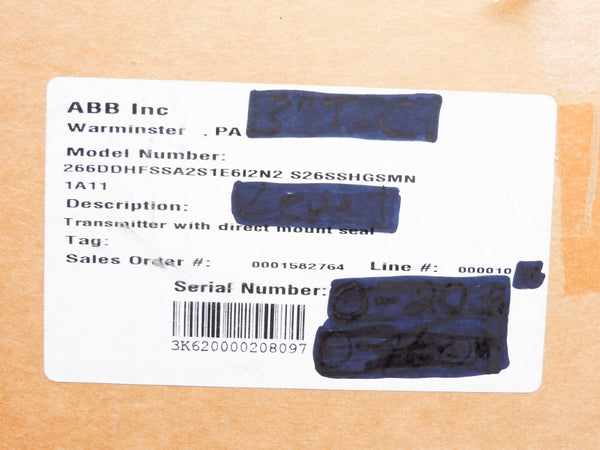 ABB Inc
Warminster , PA
Model Number:
266DDHFSSA2S1E6I2N2 S26SSHGSMN
1A11
Description:
Transmitter with direct mount seal
Tag:
Sales Order #: 0001582764 Line #: 000010
Serial Number:
3K620000208097